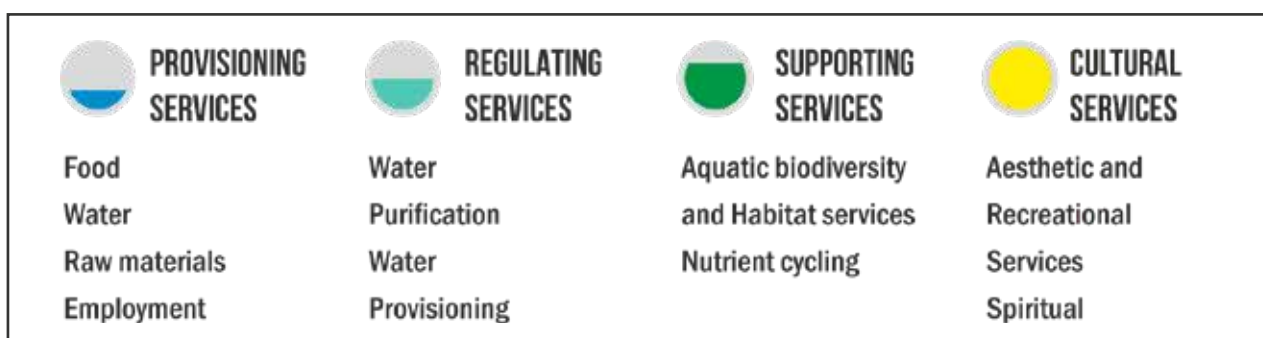 PROVISIONING
SERVICES
Food
Water
Raw materials
Employment
REGULATING
SERVICES
Water
Purification
Water
Provisioning
SUPPORTING
SERVICES
Aquatic biodiversity
and Habitat services
Nutrient cycling
CULTURAL
SERVICES
Aesthetic and
Recreational
Services
Spiritual